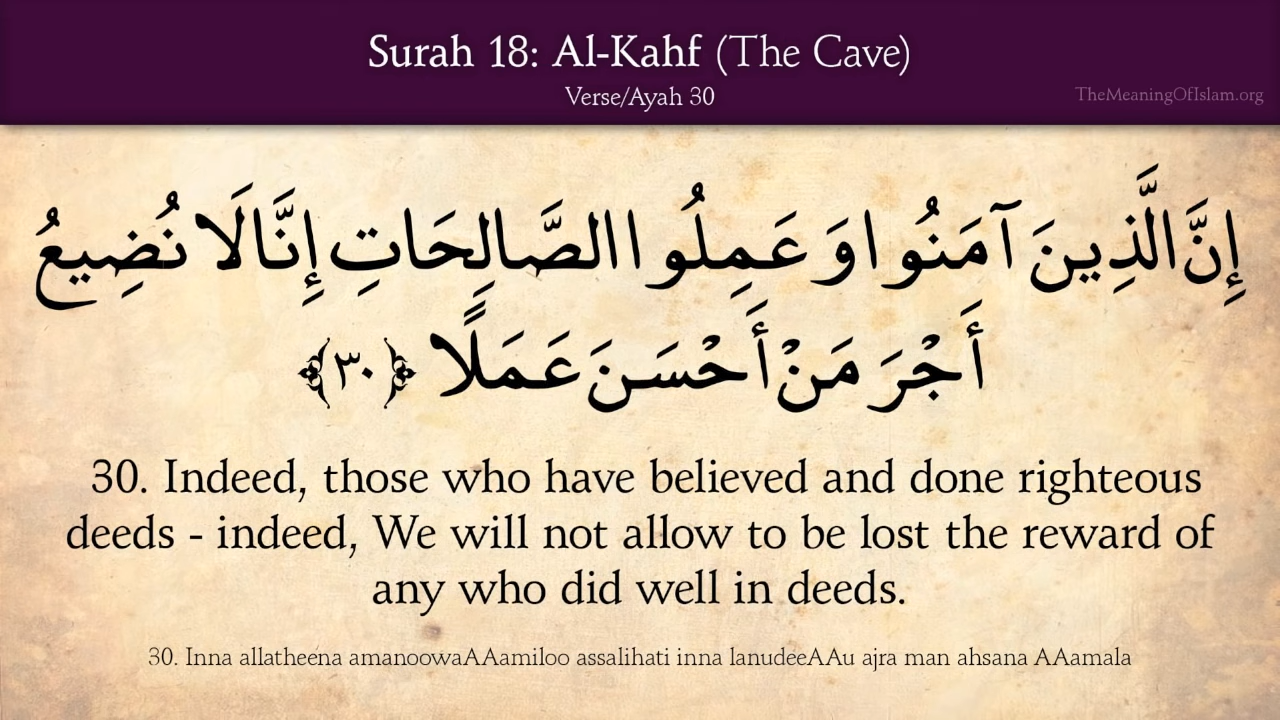 Surah 18: Al-Kahf (The Cave)
Verse/Ayah 30
TheMeaningOfIslam.org
إِنَّ الَّذِينَ آمَنُوا وَعَمِلُوا الصَّالِحَاتِ إِنَّا لَا نُضِيعُ
أَجْرَ مَنْ أَحْسَنَ عَمَلًا ﴿٣٠﴾
30. Indeed, those who have believed and done righteous
deeds - indeed, We will not allow to be lost the reward of
any who did well in deeds.
30. Inna allatheena amanoowaAAamiloo assalihati inna lanudeeAAu ajra man ahsana AAamala